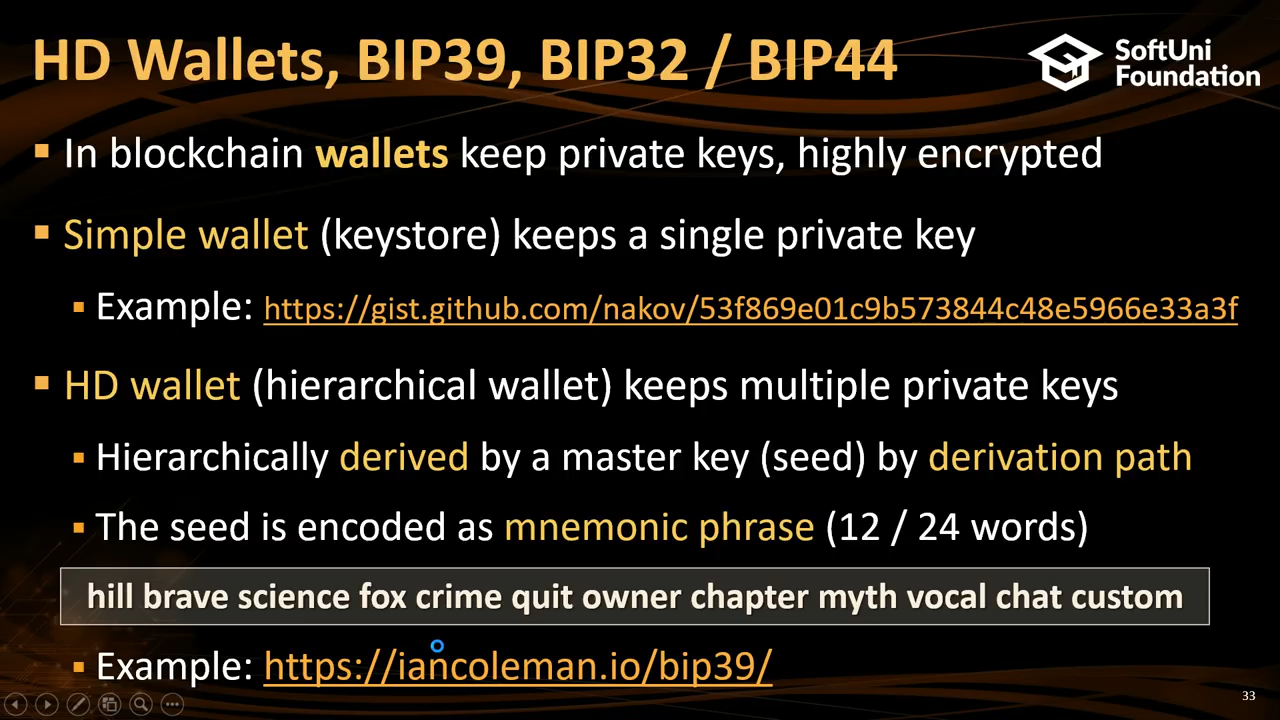 HD Wallets, BIP39, BIP32 / BIP44
SoftUni
Foundation
▪ In blockchain wallets keep private keys, highly encrypted
▪ Simple wallet (keystore) keeps a single private key
▪ Example: https://gist.github.com/nakov/53f869e01c9b573844c48e5966e33a3f
▪ HD wallet (hierarchical wallet) keeps multiple private keys
▪ Hierarchically derived by a master key (seed) by derivation path
▪ The seed is encoded as mnemonic phrase (12 / 24 words)
hill brave science fox crime quit owner chapter myth vocal chat custom
▪ Example: https://iancoleman.io/bip39/
33